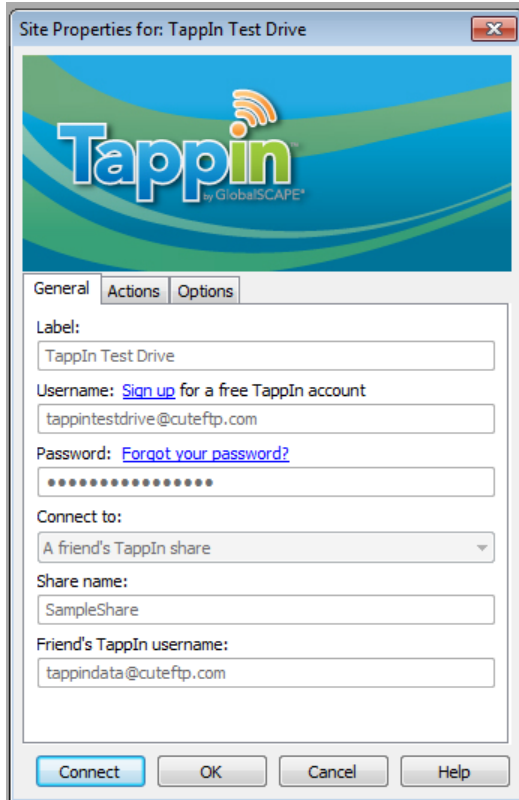 Site Properties for: TappIn Test Drive
Tappin™
by GlobalSCAPE®
General Actions Options
Label:
TappIn Test Drive
Username: Sign up for a free TappIn account
tappintestdrive@cuteftp.com
Password: Forgot your password?
••••••••••••••••
Connect to:
A friend's TappIn share
Share name:
SampleShare
Friend's TappIn username:
tappindata@cuteftp.com
Connect OK Cancel Help